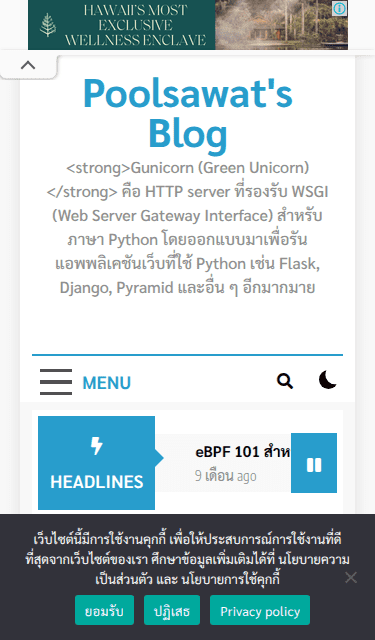 HAWAII'S MOST
EXCLUSIVE
WELLNESS ENCLAVE
Poolsawat's
Blog
<strong>Gunicorn (Green Unicorn)
</strong> คือ HTTP server ที่รองรับ WSGI
(Web Server Gateway Interface) สำหรับ
ภาษา Python โดยออกแบบมาเพื่อรัน
แอพพลิเคชันเว็บที่ใช้ Python เช่น Flask,
Django, Pyramid และอื่น ๆ อีกมากมาย
MENU
HEADLINES
eBPF 101 สำห
9 เดือน ago
เว็บไซต์นี้มีการใช้งานคุกกี้ เพื่อให้ประสบการณ์การใช้งานที่ดี
ที่สุดจากเว็บไซต์ของเรา ศึกษาข้อมูลเพิ่มเติมได้ที่ นโยบายความ
เป็นส่วนตัว และ นโยบายการใช้คุกกี้
ยอมรับ
ปฏิเสธ
Privacy policy